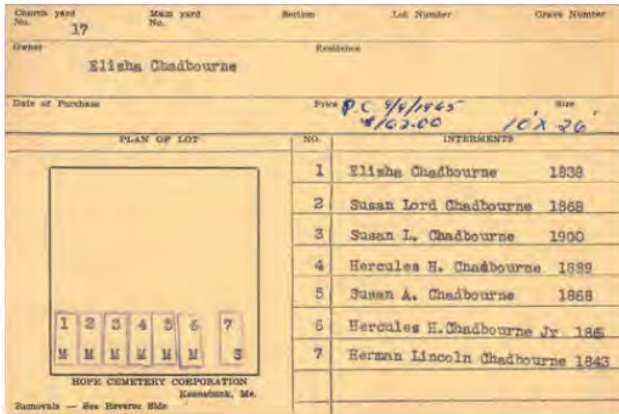 Church yard No. 17 Main yard No. Section Lot Number Grave Number
Owner Residence
Elisha Chadbourne
Date of Purchase Price P.C. 9/9/1965 Size
$162.00 10' X 26'
PLAN OF LOT NO. INTERMENTS
1 Elisha Chadbourne 1838
2 Susan Lord Chadbourne 1868
3 Susan L. Chadbourne 1900
4 Hercules H. Chadbourne 1889
5 Susan A. Chadbourne 1868
6 Hercules H.Chadbourne Jr
7 Herman Lincoln Chadbourne 1843
1 2 3 4 5 6 7
M M M M M M S
HOPE CEMETERY CORPORATION
Kennebunk, Me.
Removals — See Reverse Side